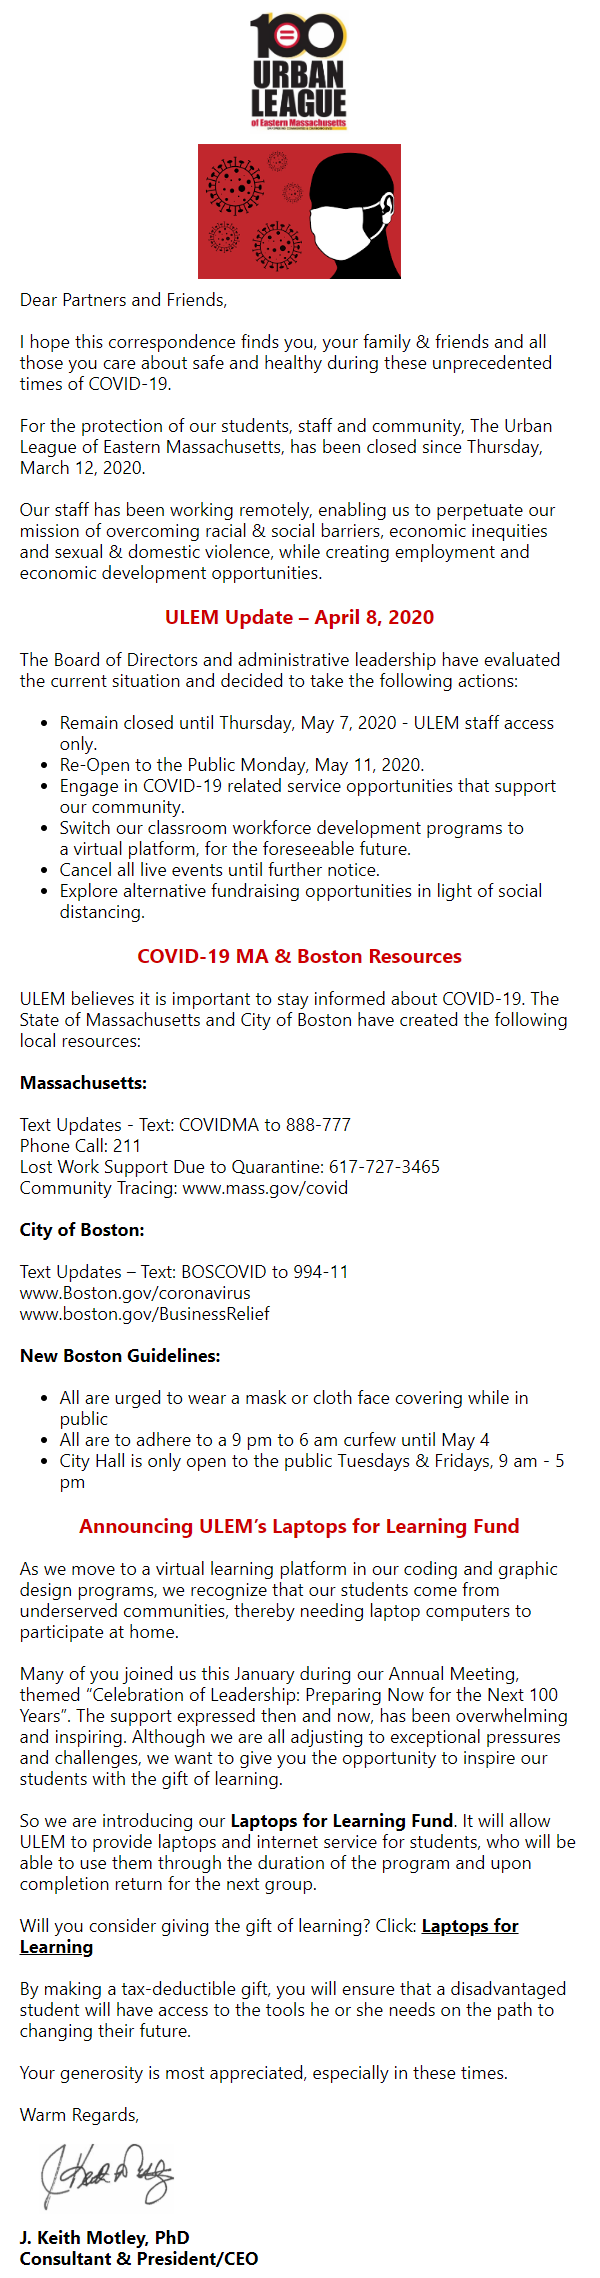 100
URBAN
LEAGUE
of Eastern Massachusetts
Dear Partners and Friends,
I hope this correspondence finds you, your family & friends and all
those you care about safe and healthy during these unprecedented
times of COVID-19.
For the protection of our students, staff and community, The Urban
League of Eastern Massachusetts, has been closed since Thursday,
March 12, 2020.
Our staff has been working remotely, enabling us to perpetuate our
mission of overcoming racial & social barriers, economic inequities
and sexual & domestic violence, while creating employment and
economic development opportunities.
ULEM Update – April 8, 2020
The Board of Directors and administrative leadership have evaluated
the current situation and decided to take the following actions:
• Remain closed until Thursday, May 7, 2020 - ULEM staff access
only.
• Re-Open to the Public Monday, May 11, 2020.
• Engage in COVID-19 related service opportunities that support
our community.
• Switch our classroom workforce development programs to
a virtual platform, for the foreseeable future.
• Cancel all live events until further notice.
• Explore alternative fundraising opportunities in light of social
distancing.
COVID-19 MA & Boston Resources
ULEM believes it is important to stay informed about COVID-19. The
State of Massachusetts and City of Boston have created the following
local resources:
Massachusetts:
Text Updates - Text: COVIDMA to 888-777
Phone Call: 211
Lost Work Support Due to Quarantine: 617-727-3465
Community Tracing: www.mass.gov/covid
City of Boston:
Text Updates – Text: BOSCOVID to 994-11
www.Boston.gov/coronavirus
www.boston.gov/BusinessRelief
New Boston Guidelines:
• All are urged to wear a mask or cloth face covering while in
public
• All are to adhere to a 9 pm to 6 am curfew until May 4
• City Hall is only open to the public Tuesdays & Fridays, 9 am - 5
pm
Announcing ULEM’s Laptops for Learning Fund
As we move to a virtual learning platform in our coding and graphic
design programs, we recognize that our students come from
underserved communities, thereby needing laptop computers to
participate at home.
Many of you joined us this January during our Annual Meeting,
themed “Celebration of Leadership: Preparing Now for the Next 100
Years”. The support expressed then and now, has been overwhelming
and inspiring. Although we are all adjusting to exceptional pressures
and challenges, we want to give you the opportunity to inspire our
students with the gift of learning.
So we are introducing our Laptops for Learning Fund. It will allow
ULEM to provide laptops and internet service for students, who will be
able to use them through the duration of the program and upon
completion return for the next group.
Will you consider giving the gift of learning? Click: Laptops for
Learning
By making a tax-deductible gift, you will ensure that a disadvantaged
student will have access to the tools he or she needs on the path to
changing their future.
Your generosity is most appreciated, especially in these times.
Warm Regards,
J. Keith Motley, PhD
Consultant & President/CEO